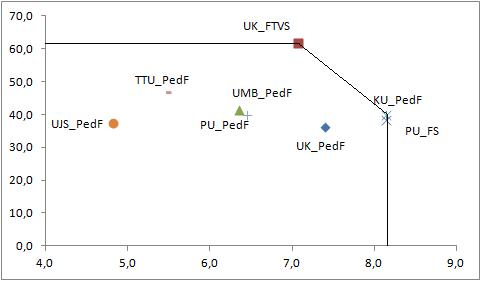 70,0
60,0
50,0
40,0
30,0
20,0
10,0
0,0
UK_FTVS
TTU_PedF
UMB_PedF
KU_PedF
UJS_PedF
PU_PedF
PU_FS
UK_PedF
4,0 5,0 6,0 7,0 8,0 9,0